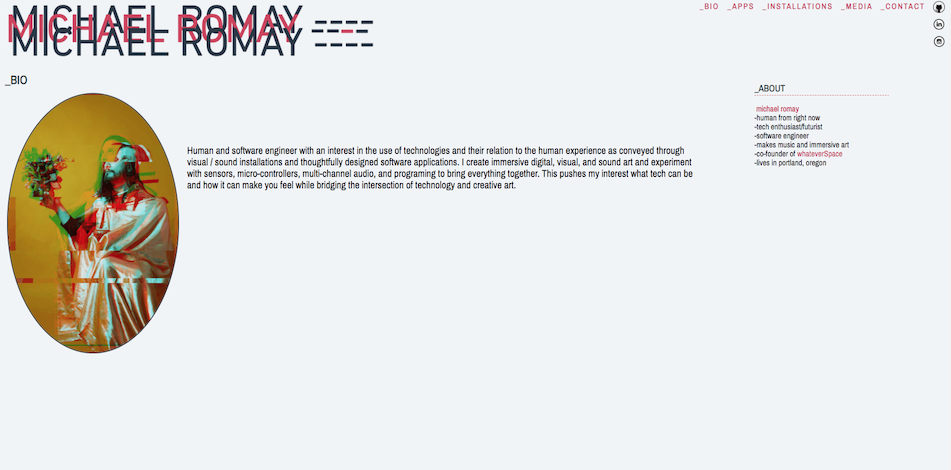 MICHAEL ROMAY
MICHAEL ROMAY
MICHAEL ROMAY
_BIO _APPS _INSTALLATIONS _MEDIA _CONTACT
in
_BIO
Human and software engineer with an interest in the use of technologies and their relation to the human experience as conveyed through
visual / sound installations and thoughtfully designed software applications. I create immersive digital, visual, and sound art and experiment
with sensors, micro-controllers, multi-channel audio, and programing to bring everything together. This pushes my interest what tech can be
and how it can make you feel while bridging the intersection of technology and creative art.
_ABOUT
michael romay
-human from right now
-tech enthusiast/futurist
-software engineer
-makes music and immersive art
-co-founder of whateverSpace
-lives in portland, oregon